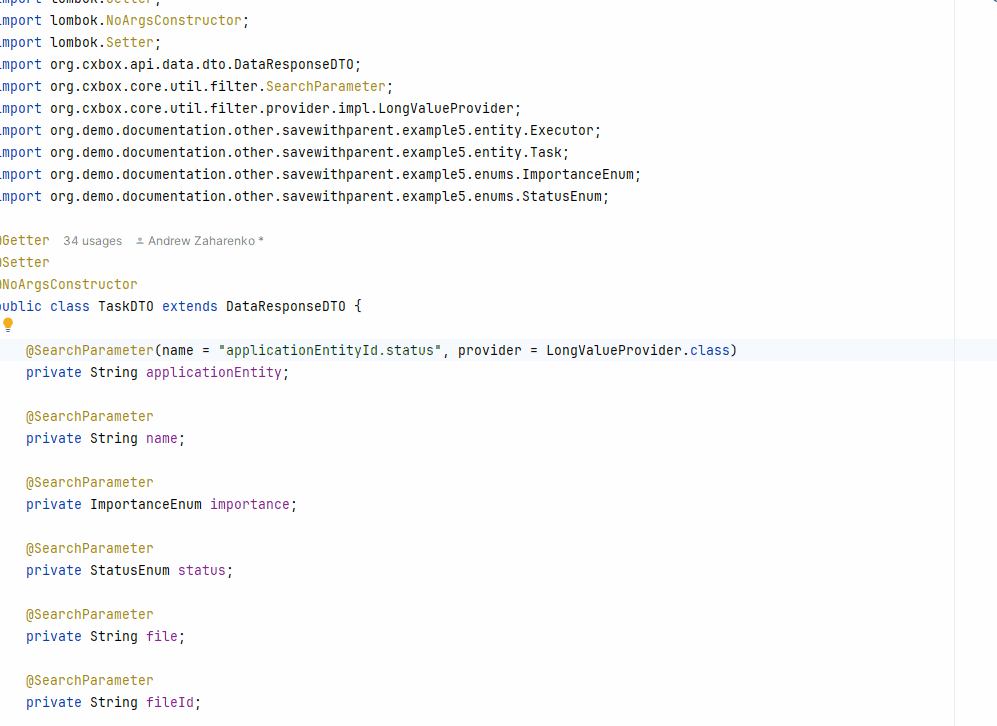 import lombok.Getter;
mport lombok.NoArgsConstructor;
mport lombok.Setter;
mport org.cxbox.api.data.dto.DataResponseDTO;
mport org.cxbox.core.util.filter.SearchParameter;
mport org.cxbox.core.util.filter.provider.impl.LongValueProvider;
mport org.demo.documentation.other.savewithparent.example5.entity.Executor;
mport org.demo.documentation.other.savewithparent.example5.entity.Task;
mport org.demo.documentation.other.savewithparent.example5.enums.ImportanceEnum;
mport org.demo.documentation.other.savewithparent.example5.enums.StatusEnum;
@Getter 34 usages Andrew Zaharenko *
@Setter
@NoArgsConstructor
public class TaskDTO extends DataResponseDTO {
@SearchParameter(name = "applicationEntityId.status", provider = LongValueProvider.class)
private String applicationEntity;
@SearchParameter
private String name;
@SearchParameter
private ImportanceEnum importance;
@SearchParameter
private StatusEnum status;
@SearchParameter
private String file;
@SearchParameter
private String fileId;